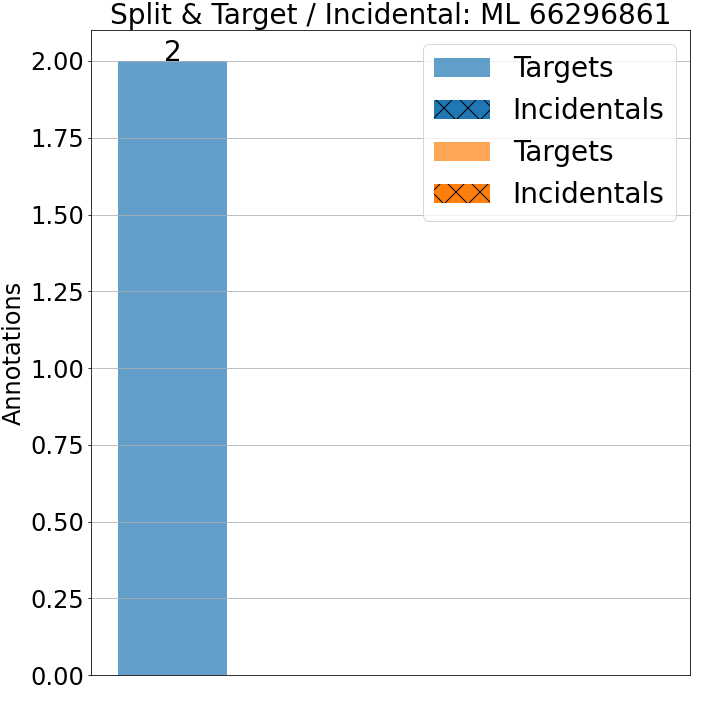 Split & Target / Incidental: ML 66296861
2
2.00
1.75
1.50
1.25
1.00
0.75
0.50
0.25
0.00
Annotations
Targets
Incidentals
Targets
Incidentals